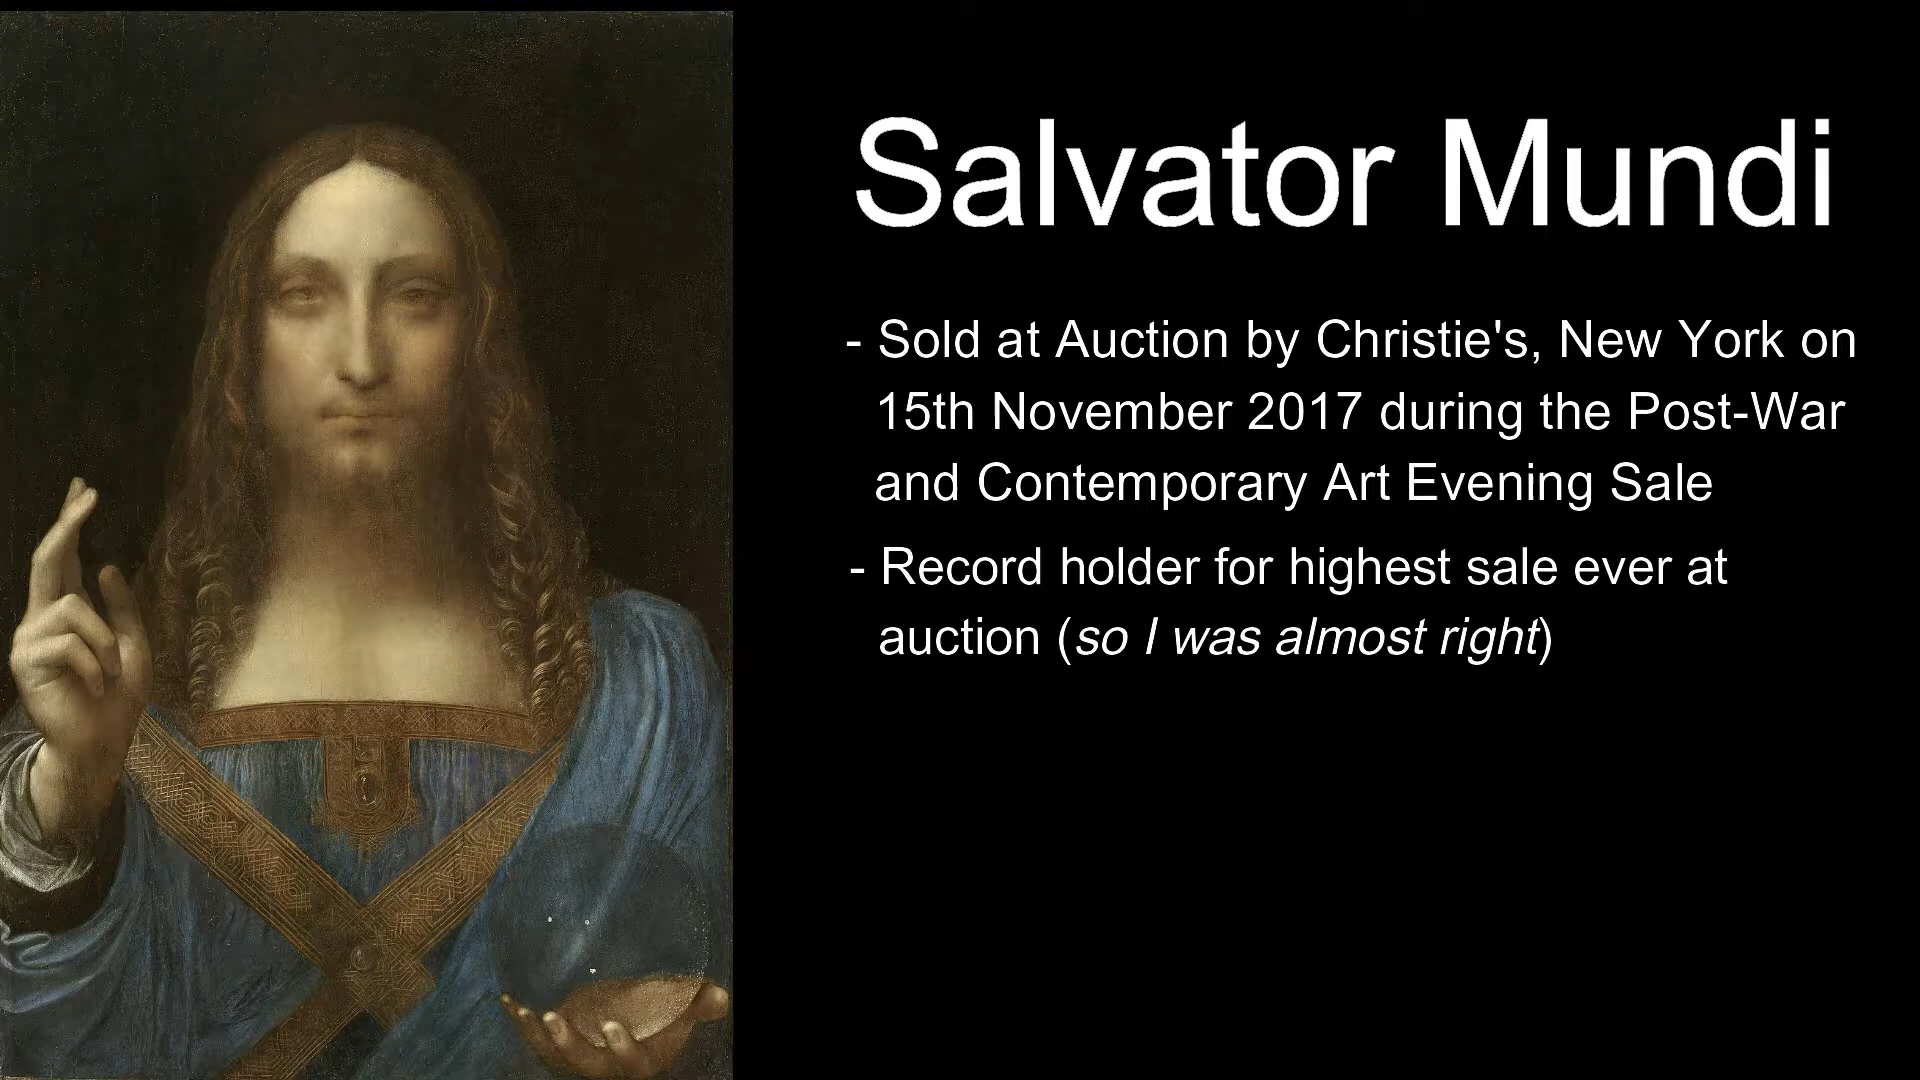 Salvator Mundi
- Sold at Auction by Christie's, New York on
15th November 2017 during the Post-War
and Contemporary Art Evening Sale
- Record holder for highest sale ever at
auction (so I was almost right)